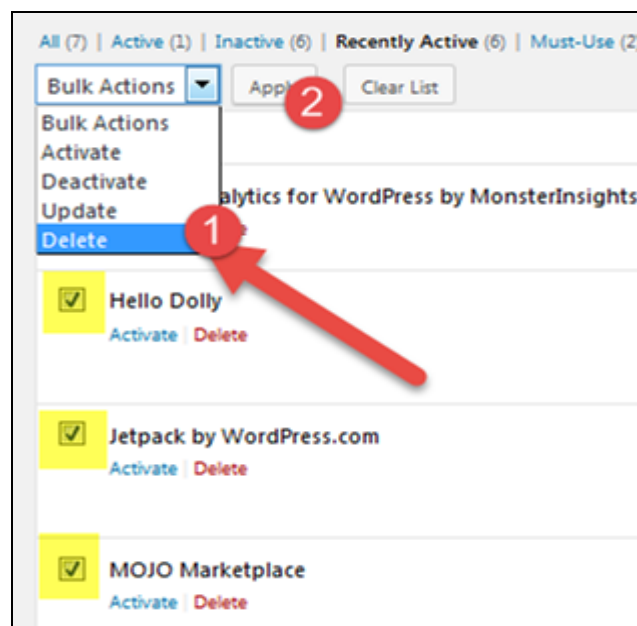 All (7) | Active (1) | Inactive (6) | Recently Active (6) | Must-Use (2)
Bulk Actions Clear List
2
Bulk Actions
Activate
Deactivate
alytics for WordPress by MonsterInsights
Update
Delete
1
Hello Dolly
Activate | Delete
Jetpack by WordPress.com
Activate | Delete
MOJO Marketplace
Activate | Delete